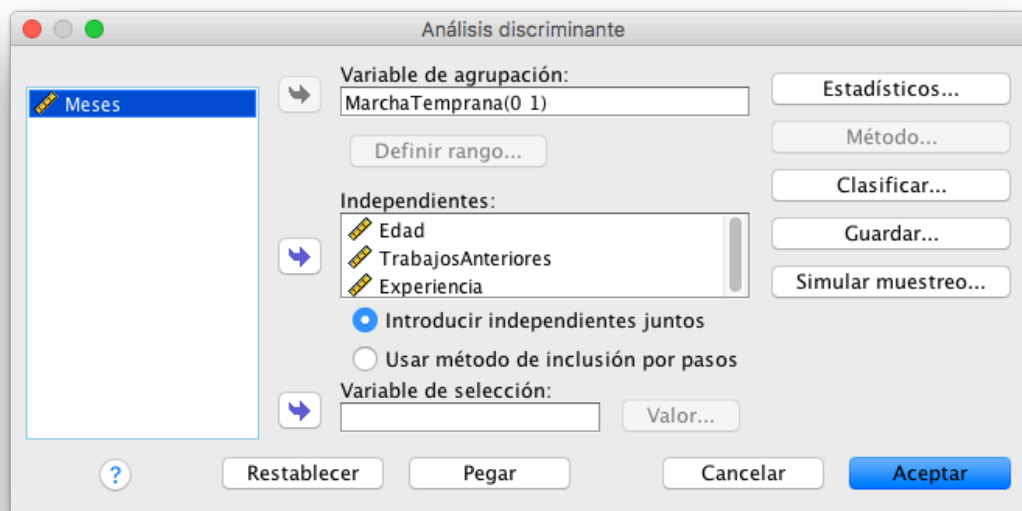 Análisis discriminante
Meses
Variable de agrupación:
MarchaTemprana(0 1)
Definir rango...
Independientes:
Edad
TrabajosAnteriores
Experiencia
Introducir independientes juntos
Usar método de inclusión por pasos
Variable de selección:
Valor...
Estadísticos...
Método...
Clasificar...
Guardar...
Simular muestreo...
?
Restablecer
Pegar
Cancelar
Aceptar